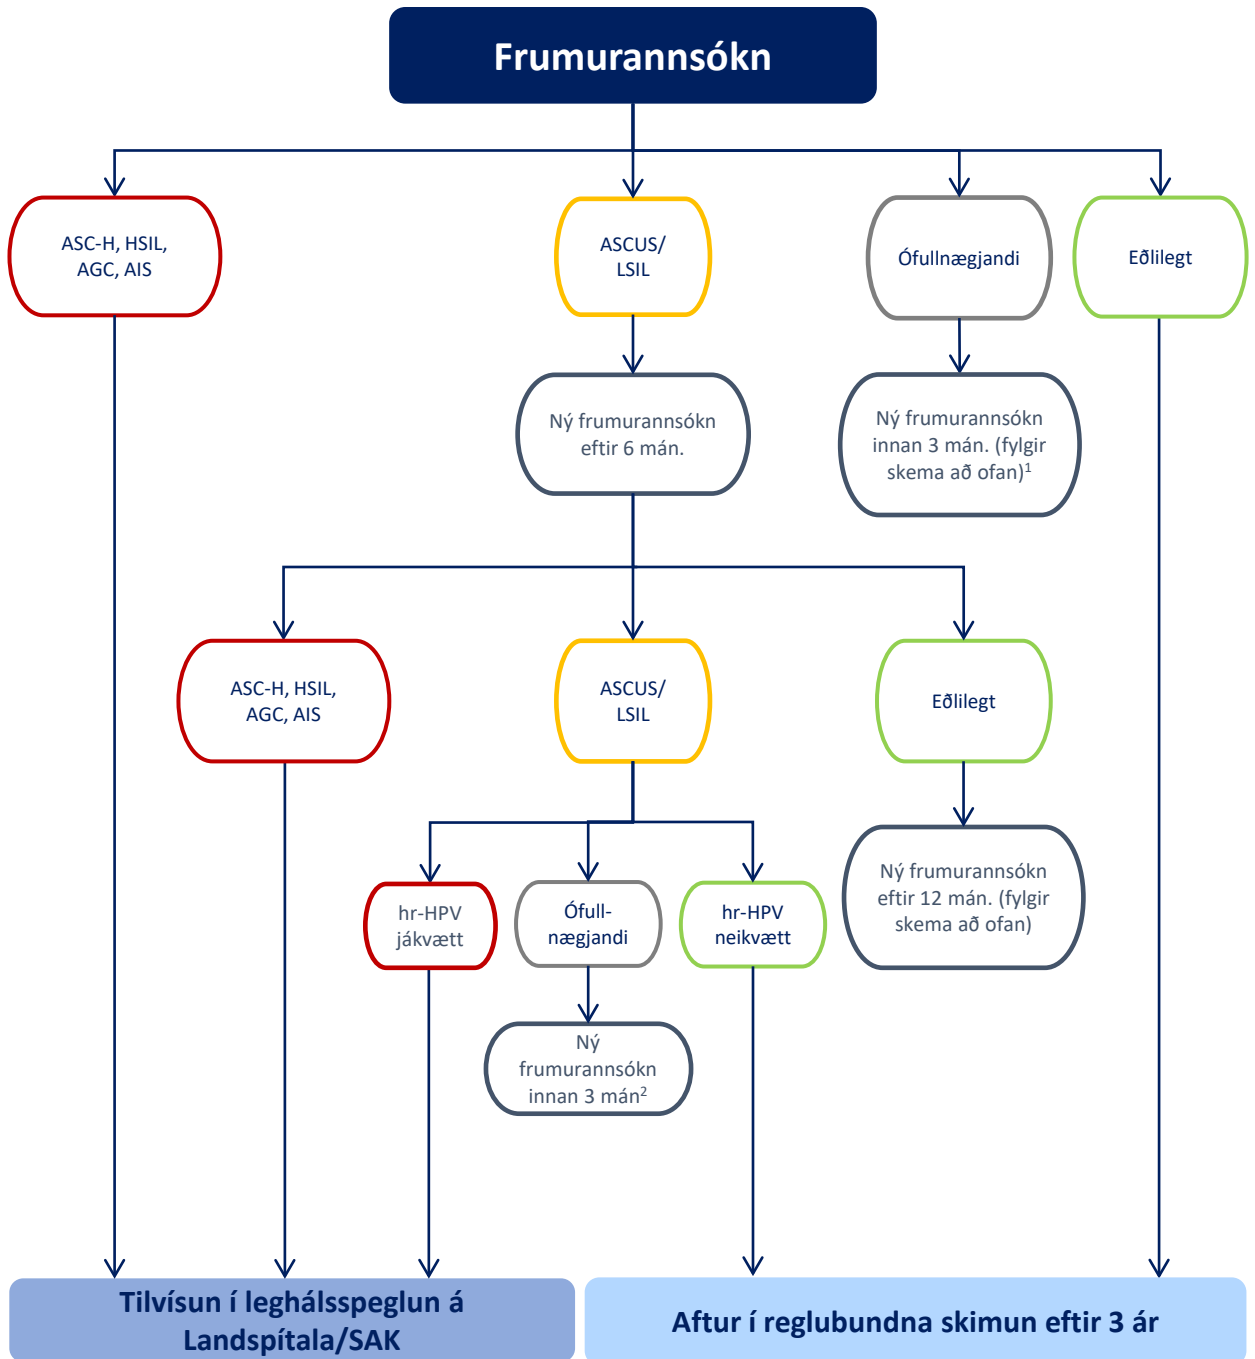 Frumurannsókn
ASC-H, HSIL,
AGC, AIS
ASCUS/
LSIL
Ófullnægjandi
Eðlilegt
Ný frumurannsókn
eftir 6 mán.
Ný frumurannsókn
innan 3 mán. (fylgir
skema að ofan)¹
ASC-H, HSIL,
AGC, AIS
ASCUS/
LSIL
Eðlilegt
hr-HPV
jákvætt
Ófull-
nægjandi
hr-HPV
neikvætt
Ný frumurannsókn
eftir 12 mán. (fylgir
skema að ofan)
Ný
frumurannsókn
innan 3 mán²
Tilvísun í leghálsspeglun á
Landspítala/SAK
Aftur í reglubundna skimun eftir 3 ár